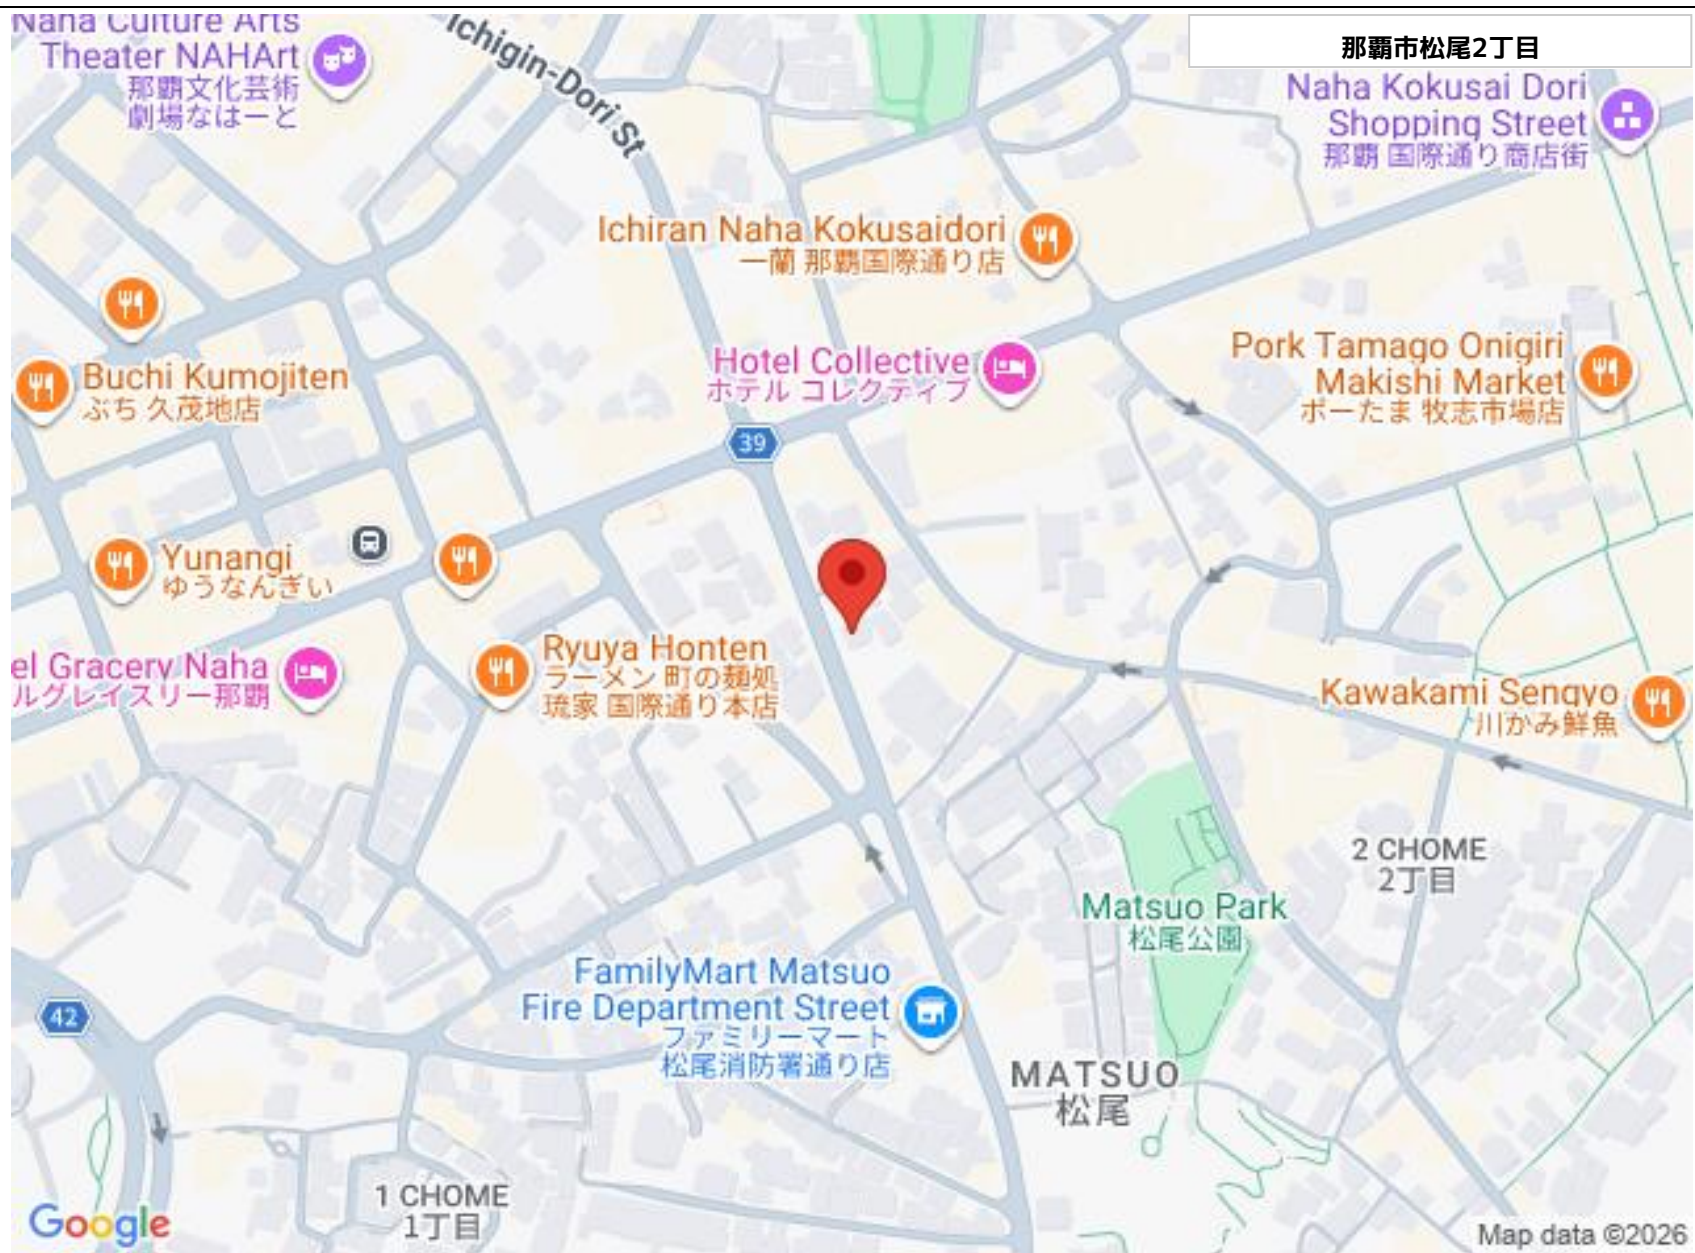 Naha Culture Arts
Theater NAHArt
那覇文化芸術
劇場なはーと
Ichigin-Dori St
那覇市松尾2丁目
Naha Kokusai Dori
Shopping Street
那覇 国際通り商店街
Ichiran Naha Kokusaidori
一蘭 那覇国際通り店
Hotel Collective
ホテル コレクティブ
Pork Tamago Onigiri
Makishi Market
ポーたま 牧志市場店
Buchi Kumojiten
ぶち 久茂地店
39
Yunangi
ゆうなんぎい
el Gracery Naha
ルグレイスリー那覇
Ryuya Honten
ラーメン 町の麺処
琉家 国際通り本店
Kawakami Sengyo
川かみ鮮魚
2 CHOME
2丁目
Matsuo Park
松尾公園
FamilyMart Matsuo
Fire Department Street
ファミリーマート
松尾消防署通り店
42
MATSUO
松尾
1 CHOME
1丁目
Google
Map data ©2026